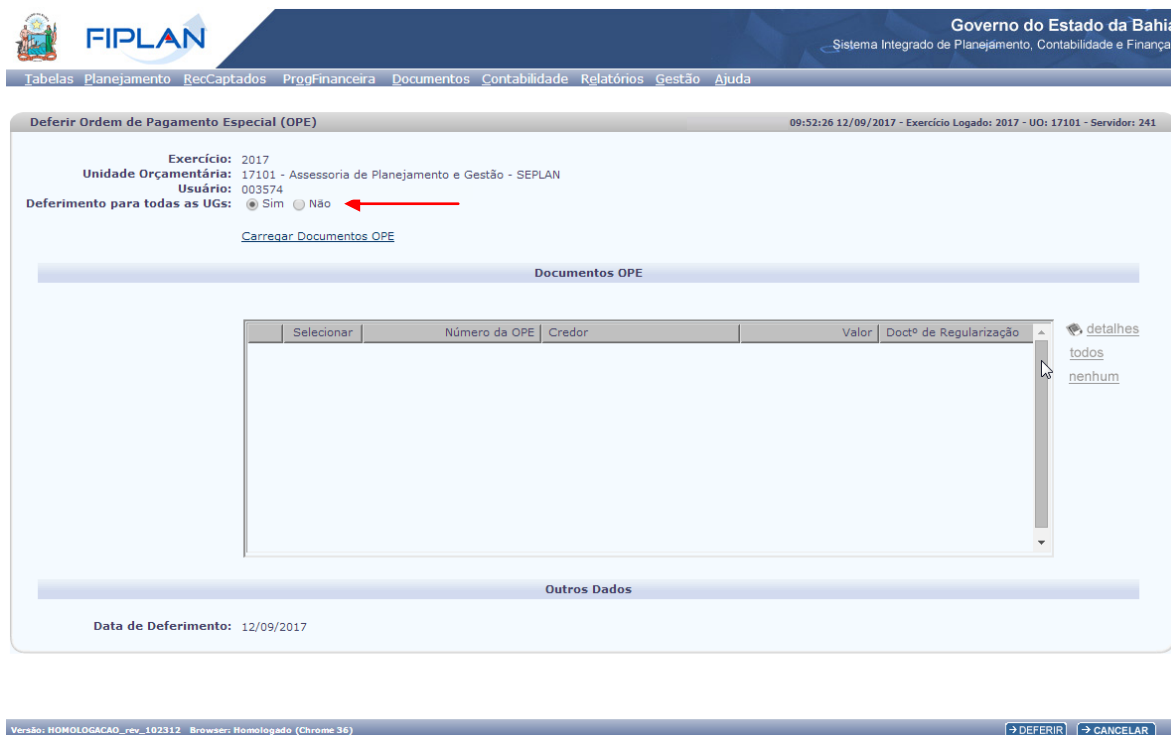 FIPLAN
Governo do Estado da Bahia
Sistema Integrado de Planejamento, Contabilidade e Finança
Tabelas Planejamento RecCaptados ProgFinanceira Documentos Contabilidade Relatórios Gestão Ajuda
Deferir Ordem de Pagamento Especial (OPE) 09:52:26 12/09/2017 - Exercício Logado: 2017 - UO: 17101 - Servidor: 241
Exercício: 2017
Unidade Orçamentária: 17101 - Assessoria de Planejamento e Gestão - SEPLAN
Usuário: 003574
Deferimento para todas as UGs: Sim Não
Carregar Documentos OPE
Documentos OPE
Selecionar Número da OPE Credor Valor Doctº de Regularização
detalhes
todos
nenhum
Outros Dados
Data de Deferimento: 12/09/2017
Versão: HOMOLOGACAO_rev_102312 Browser: Homologado (Chrome 36) DEFERIR CANCELAR